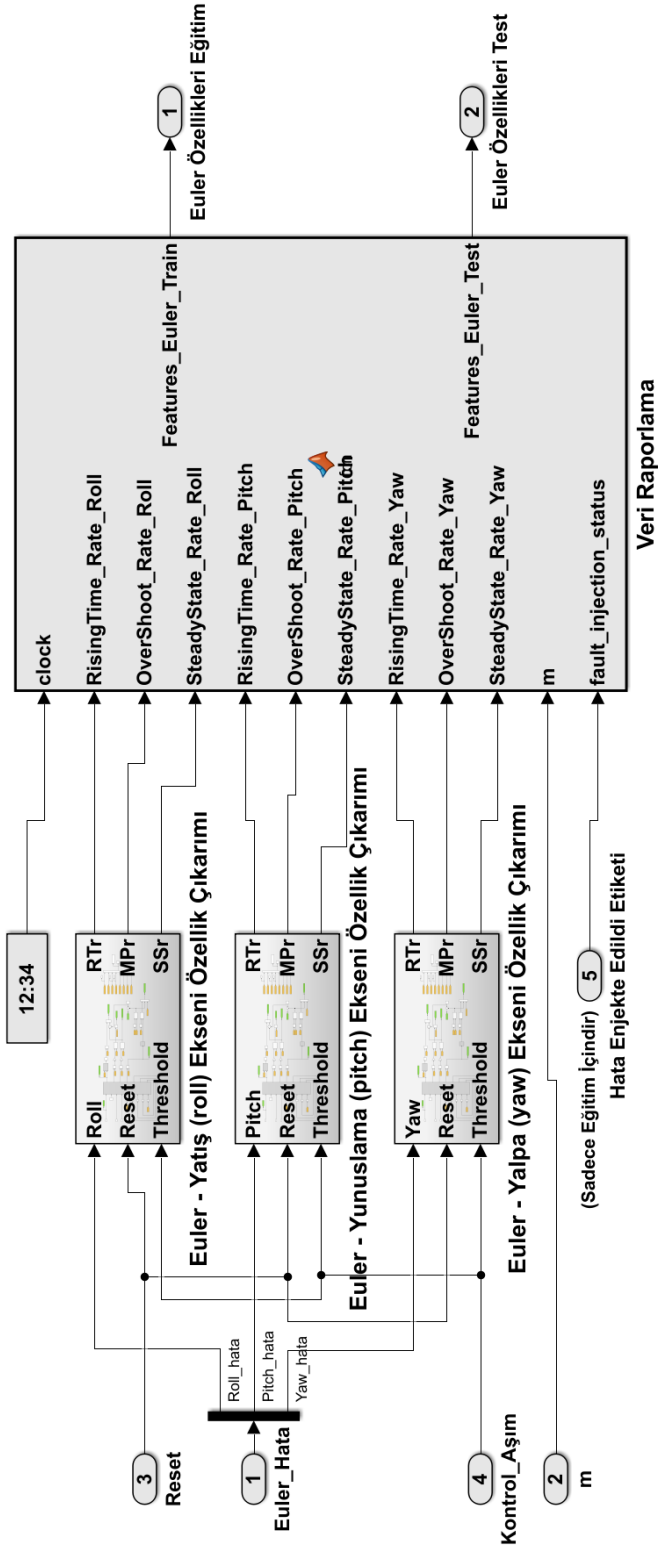 3
Reset
1
Euler_Hata
4
Kontrol_Aşım
2
m
Roll_hata
Pitch_hata
Yaw_hata
12:34
Roll
Reset
Threshold
RTr
MPr
SSr
Euler - Yatış (roll) Ekseni Özellik Çıkarımı
Pitch
Reset
Threshold
RTr
MPr
SSr
Euler - Yunuslama (pitch) Ekseni Özellik Çıkarımı
Yaw
Reset
Threshold
RTr
MPr
SSr
Euler - Yalpa (yaw) Ekseni Özellik Çıkarımı
(Sadece Eğitim İçindir)
5
Hata Enjekte Edildi Etiketi
clock
RisingTime_Rate_Roll
OverShoot_Rate_Roll
SteadyState_Rate_Roll
RisingTime_Rate_Pitch
OverShoot_Rate_Pitch
SteadyState_Rate_Pitch
RisingTime_Rate_Yaw
OverShoot_Rate_Yaw
SteadyState_Rate_Yaw
m
fault_injection_status
Features_Euler_Train
Features_Euler_Test
Veri Raporlama
1
Euler Özellikleri Eğitim
2
Euler Özellikleri Test